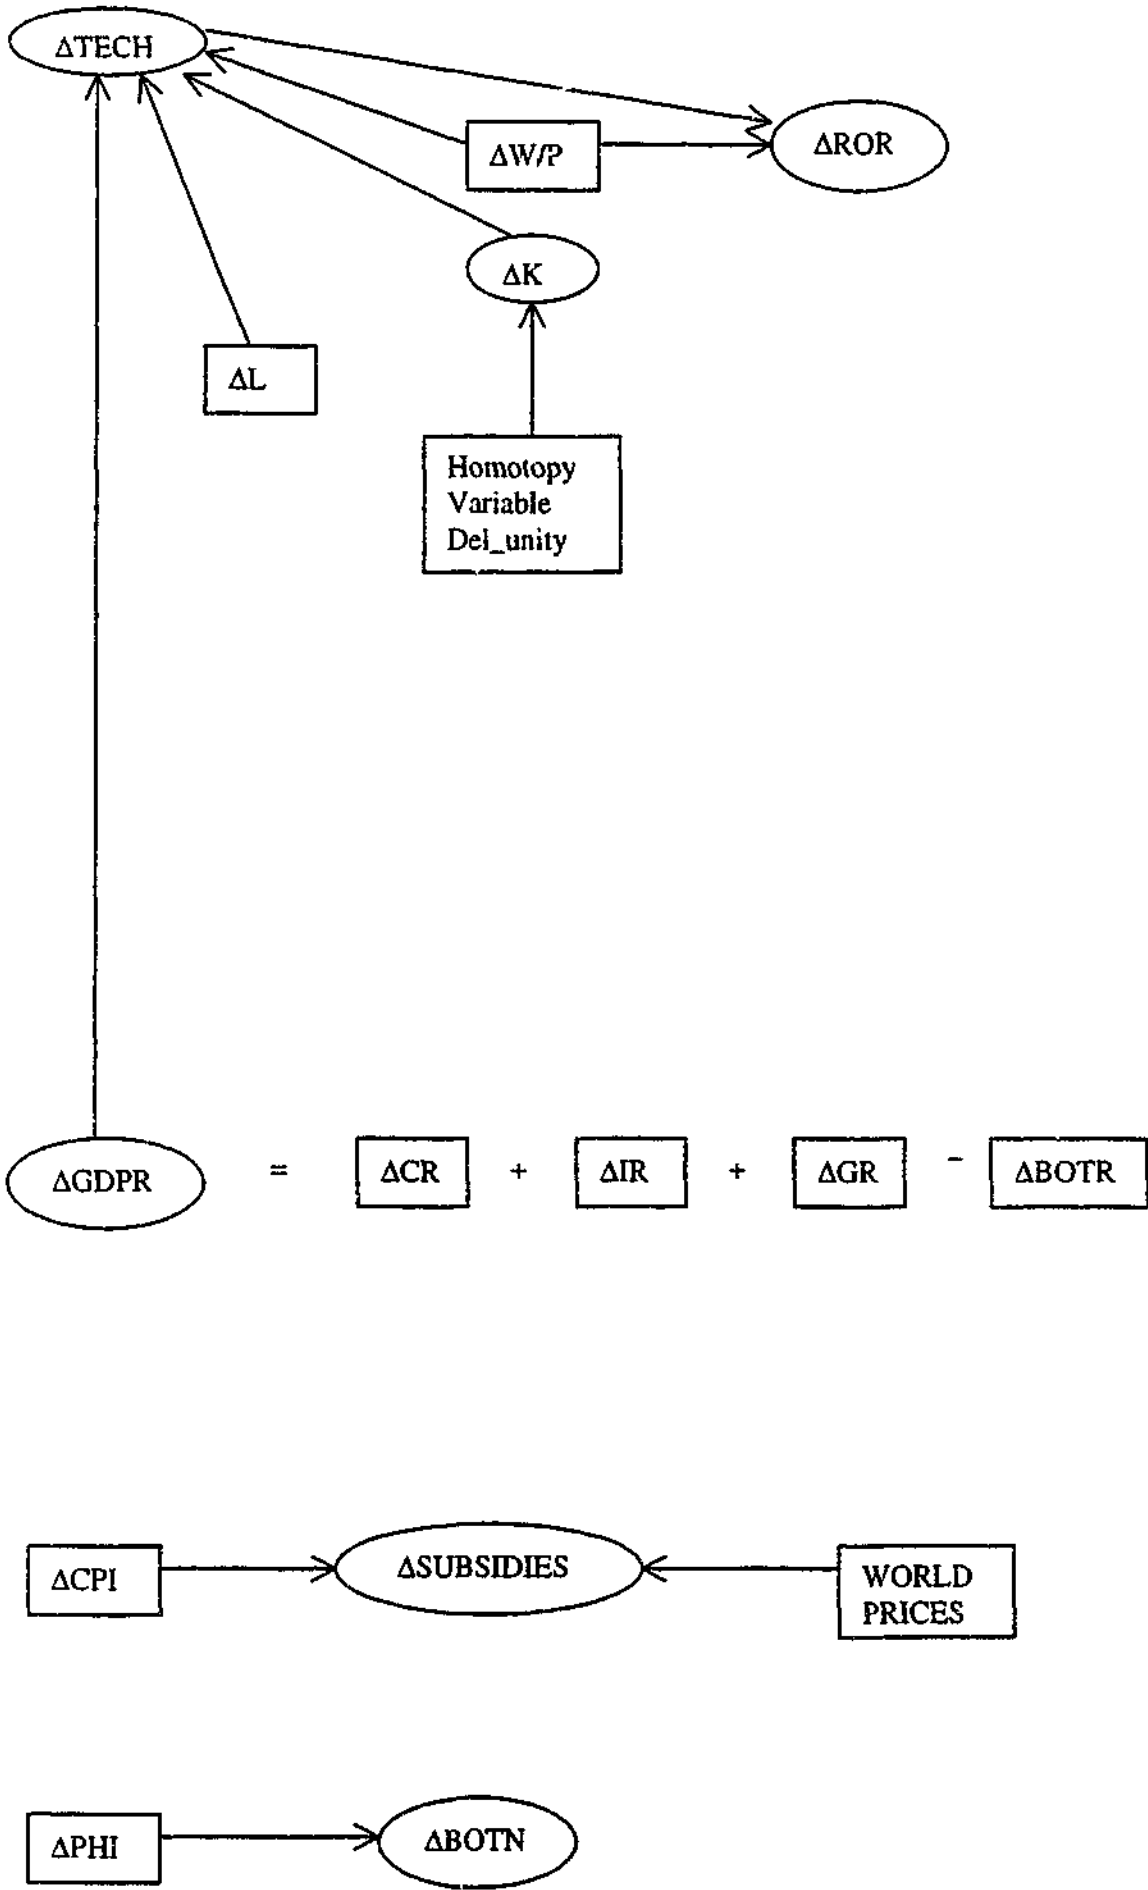 ΔTECH
ΔW/P
ΔROR
ΔK
ΔL
Homotopy
Variable
Del_unity
ΔGDPR = ΔCR + ΔIR + ΔGR - ΔBOTR
ΔCPI
ΔSUBSIDIES
WORLD
PRICES
ΔPHI
ΔBOTN